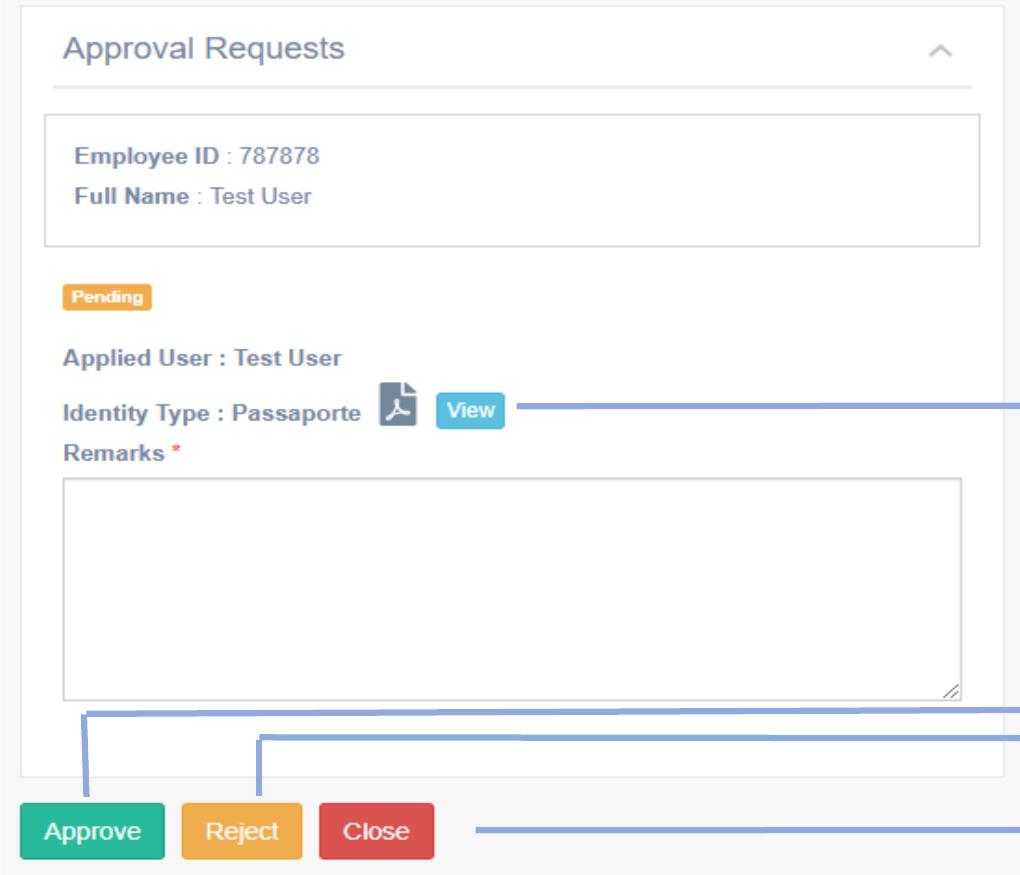 Approval Requests
Employee ID : 787878
Full Name : Test User
Pending
Applied User : Test User
Identity Type : Passaporte View
Remarks *
Approve Reject Close